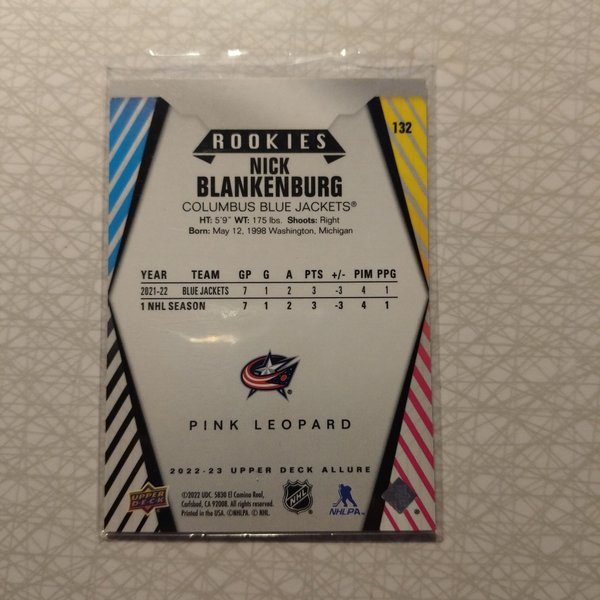 132
ROOKIES
NICK
BLANKENBURG
COLUMBUS BLUE JACKETS®
HT: 5'9" WT: 175 lbs. Shoots: Right
Born: May 12, 1998 Washington, Michigan
YEAR TEAM GP G A PTS +/- PIM PPG
2021-22 BLUE JACKETS 7 1 2 3 -3 4 1
1 NHL SEASON 7 1 2 3 -3 4 1
PINK LEOPARD
2022-23 UPPER DECK ALLURE
UPPER DECK
©2022 UDC. 5830 El Camino Real,
Carlsbad, CA 92008. All rights reserved.
Printed in the USA. ©NHLPA. © NHL.
NHL
NHLPA